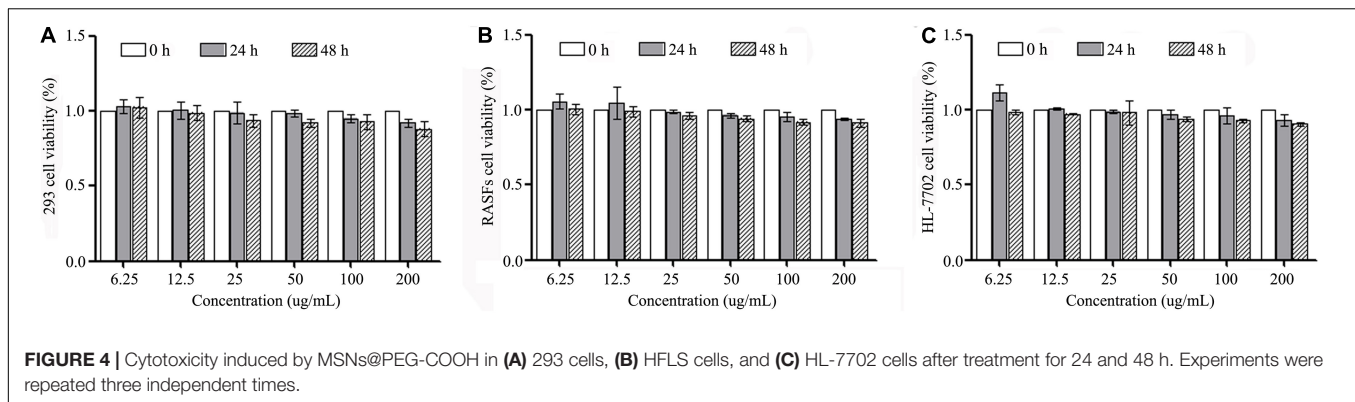 A
1.5
1.0
0.5
0.0
293 cell viability (%)
0 h
24 h
48 h
6.25
12.5
25
50
100
200
Concentration (ug/mL)
B
1.5
1.0
0.5
0.0
RASFs cell viability (%)
0 h
24 h
48 h
6.25
12.5
25
50
100
200
Concentration (ug/mL)
C
1.5
1.0
0.5
0.0
HL-7702 cell viability (%)
0 h
24 h
48 h
6.25
12.5
25
50
100
200
Concentration (ug/mL)
FIGURE 4 | Cytotoxicity induced by MSNs@PEG-COOH in (A) 293 cells, (B) HFLS cells, and (C) HL-7702 cells after treatment for 24 and 48 h. Experiments were
repeated three independent times.